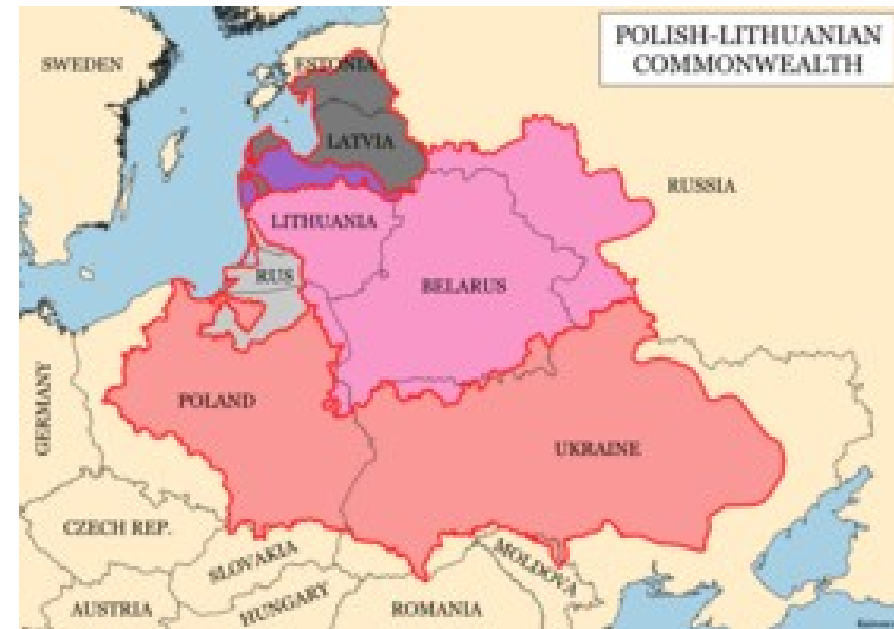 POLISH-LITHUANIAN
COMMONWEALTH
SWEDEN
ESTONIA
LATVIA
RUSSIA
LITHUANIA
RUS
BELARUS
GERMANY
POLAND
UKRAINE
CZECH REP.
SLOVAKIA
MOLDOVA
AUSTRIA
HUNGARY
ROMANIA